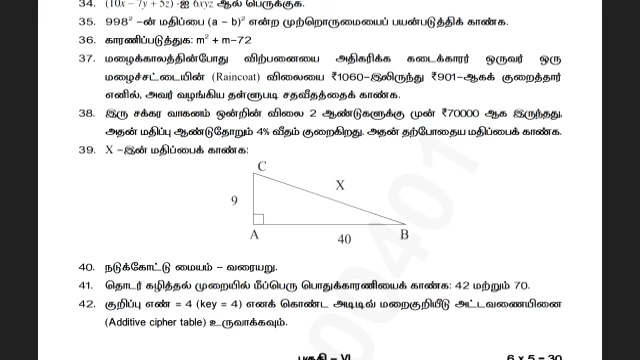 34. (10x − 7y + 5z) -ஐ 6xyz ஆல் பெருக்குக.
35. 998² –ன் மதிப்பை (a – b)² என்ற முற்றொருமையைப் பயன்படுத்திக் காண்க.
36. காரணிப்படுத்துக: m² + m–72
37. மழைக்காலத்தின்போது விற்பனையை அதிகரிக்க கடைக்காரர் ஒருவர் ஒரு
மழைச்சட்டையின் (Raincoat) விலையை ₹1060–இலிருந்து ₹901–ஆகக் குறைத்தார்
எனில், அவர் வழங்கிய தள்ளுபடி சதவீதத்தைக் காண்க.
38. இரு சக்கர வாகனம் ஒன்றின் விலை 2 ஆண்டுகளுக்கு முன் ₹70000 ஆக இருந்தது.
அதன் மதிப்பு ஆண்டுதோறும் 4% வீதம் குறைகிறது. அதன் தற்போதைய மதிப்பைக் காண்க.
39. X –இன் மதிப்பைக் காண்க:
C
X
9
A
B
40
40. நடுக்கோட்டு மையம் – வரையறு.
41. தொடர் கழித்தல் முறையில் மீப்பெரு பொதுக்காரணியைக் காண்க: 42 மற்றும் 70.
42. குறிப்பு எண் = 4 (key = 4) எனக் கொண்ட அடிடிவ் மறைகுறியீடு அட்டவணையினை
(Additive cipher table) உருவாக்கவும்.
பகுதி – VI
6 x 5 – 30